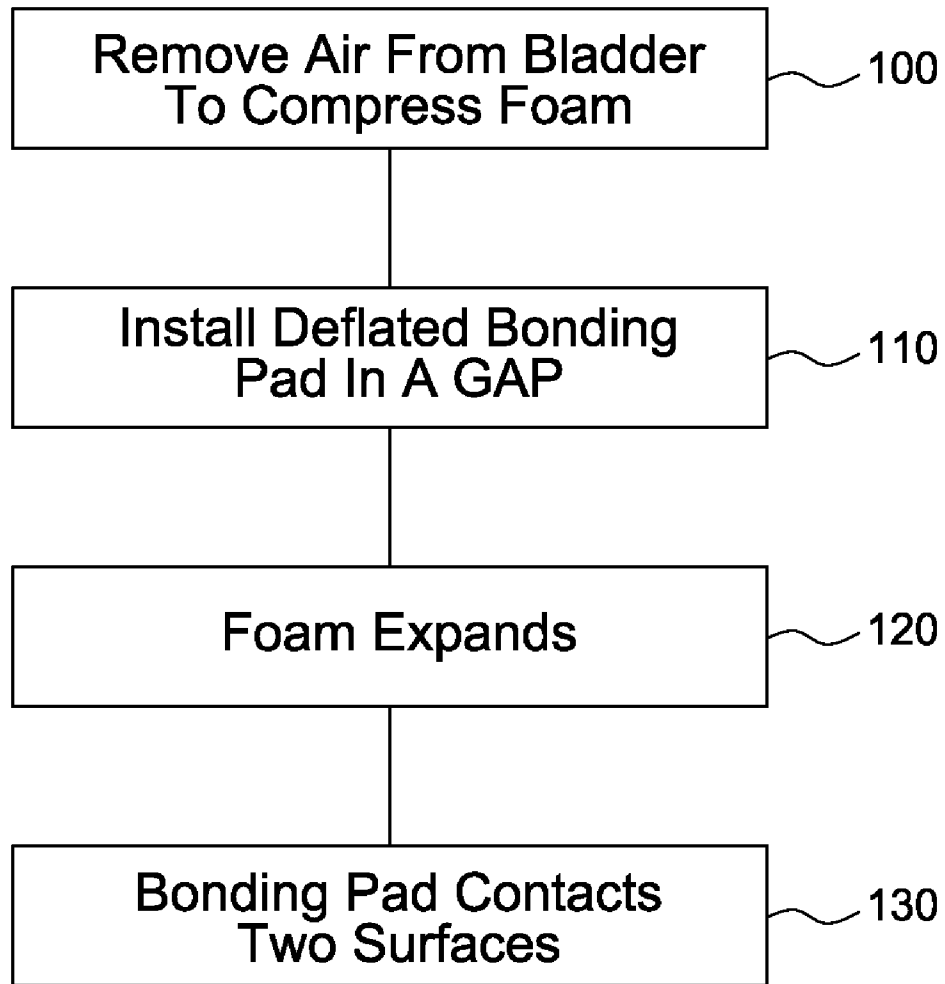 Remove Air From Bladder
To Compress Foam
100
Install Deflated Bonding
Pad In A GAP
110
Foam Expands
120
Bonding Pad Contacts
Two Surfaces
130